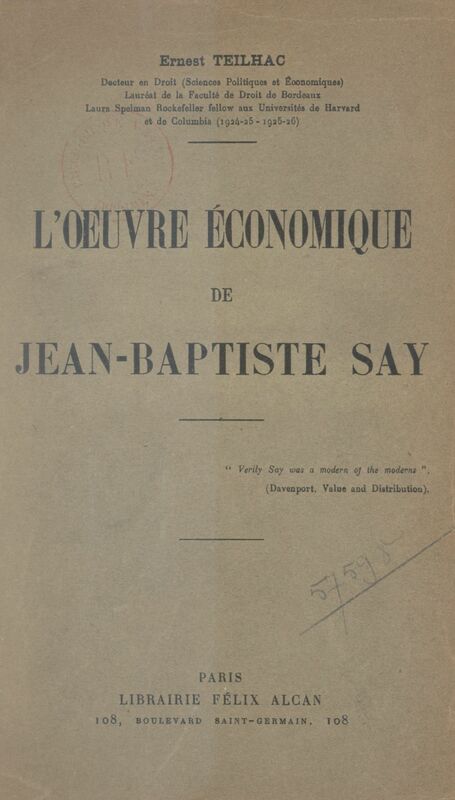 Ernest TEILHAC
Docteur en Droit (Sciences Politiques et Économiques)
Lauréat de la Faculté de Droit de Bordeaux
Laura Spelman Rockefeller fellow aux Universités de Harvard
et de Columbia (1924-25 - 1925-26)
L'ŒUVRE ÉCONOMIQUE
DE
JEAN-BAPTISTE SAY
“ Verily Say was a modern of the moderns ”.
(Davenport, Value and Distribution).
PARIS
LIBRAIRIE FÉLIX ALCAN
108, BOULEVARD SAINT-GERMAIN, 108